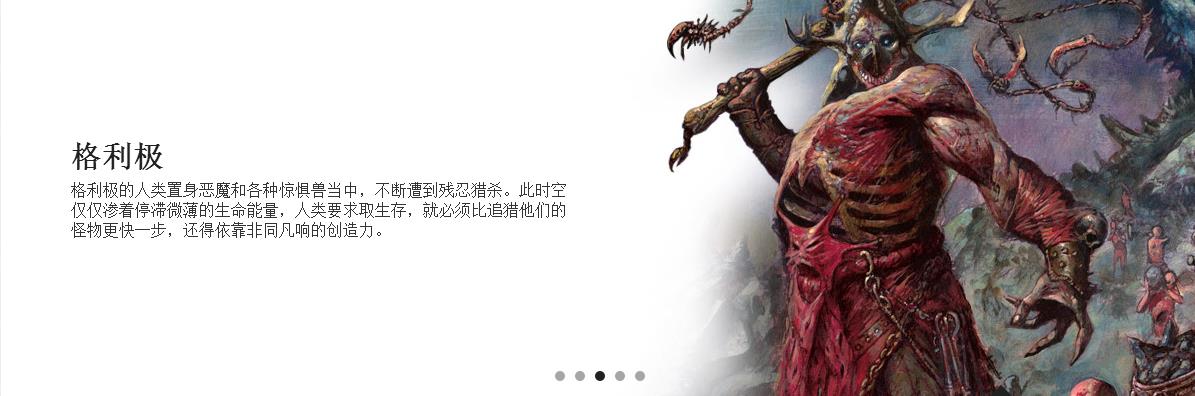 格利极
格利极的人类置身恶魔和各种惊惧兽当中，不断遭到残忍猎杀。此时空
仅仅渗着停滞微薄的生命能量，人类要求取生存，就必须比追猎他们的
怪物更快一步，还得依靠非同凡响的创造力。